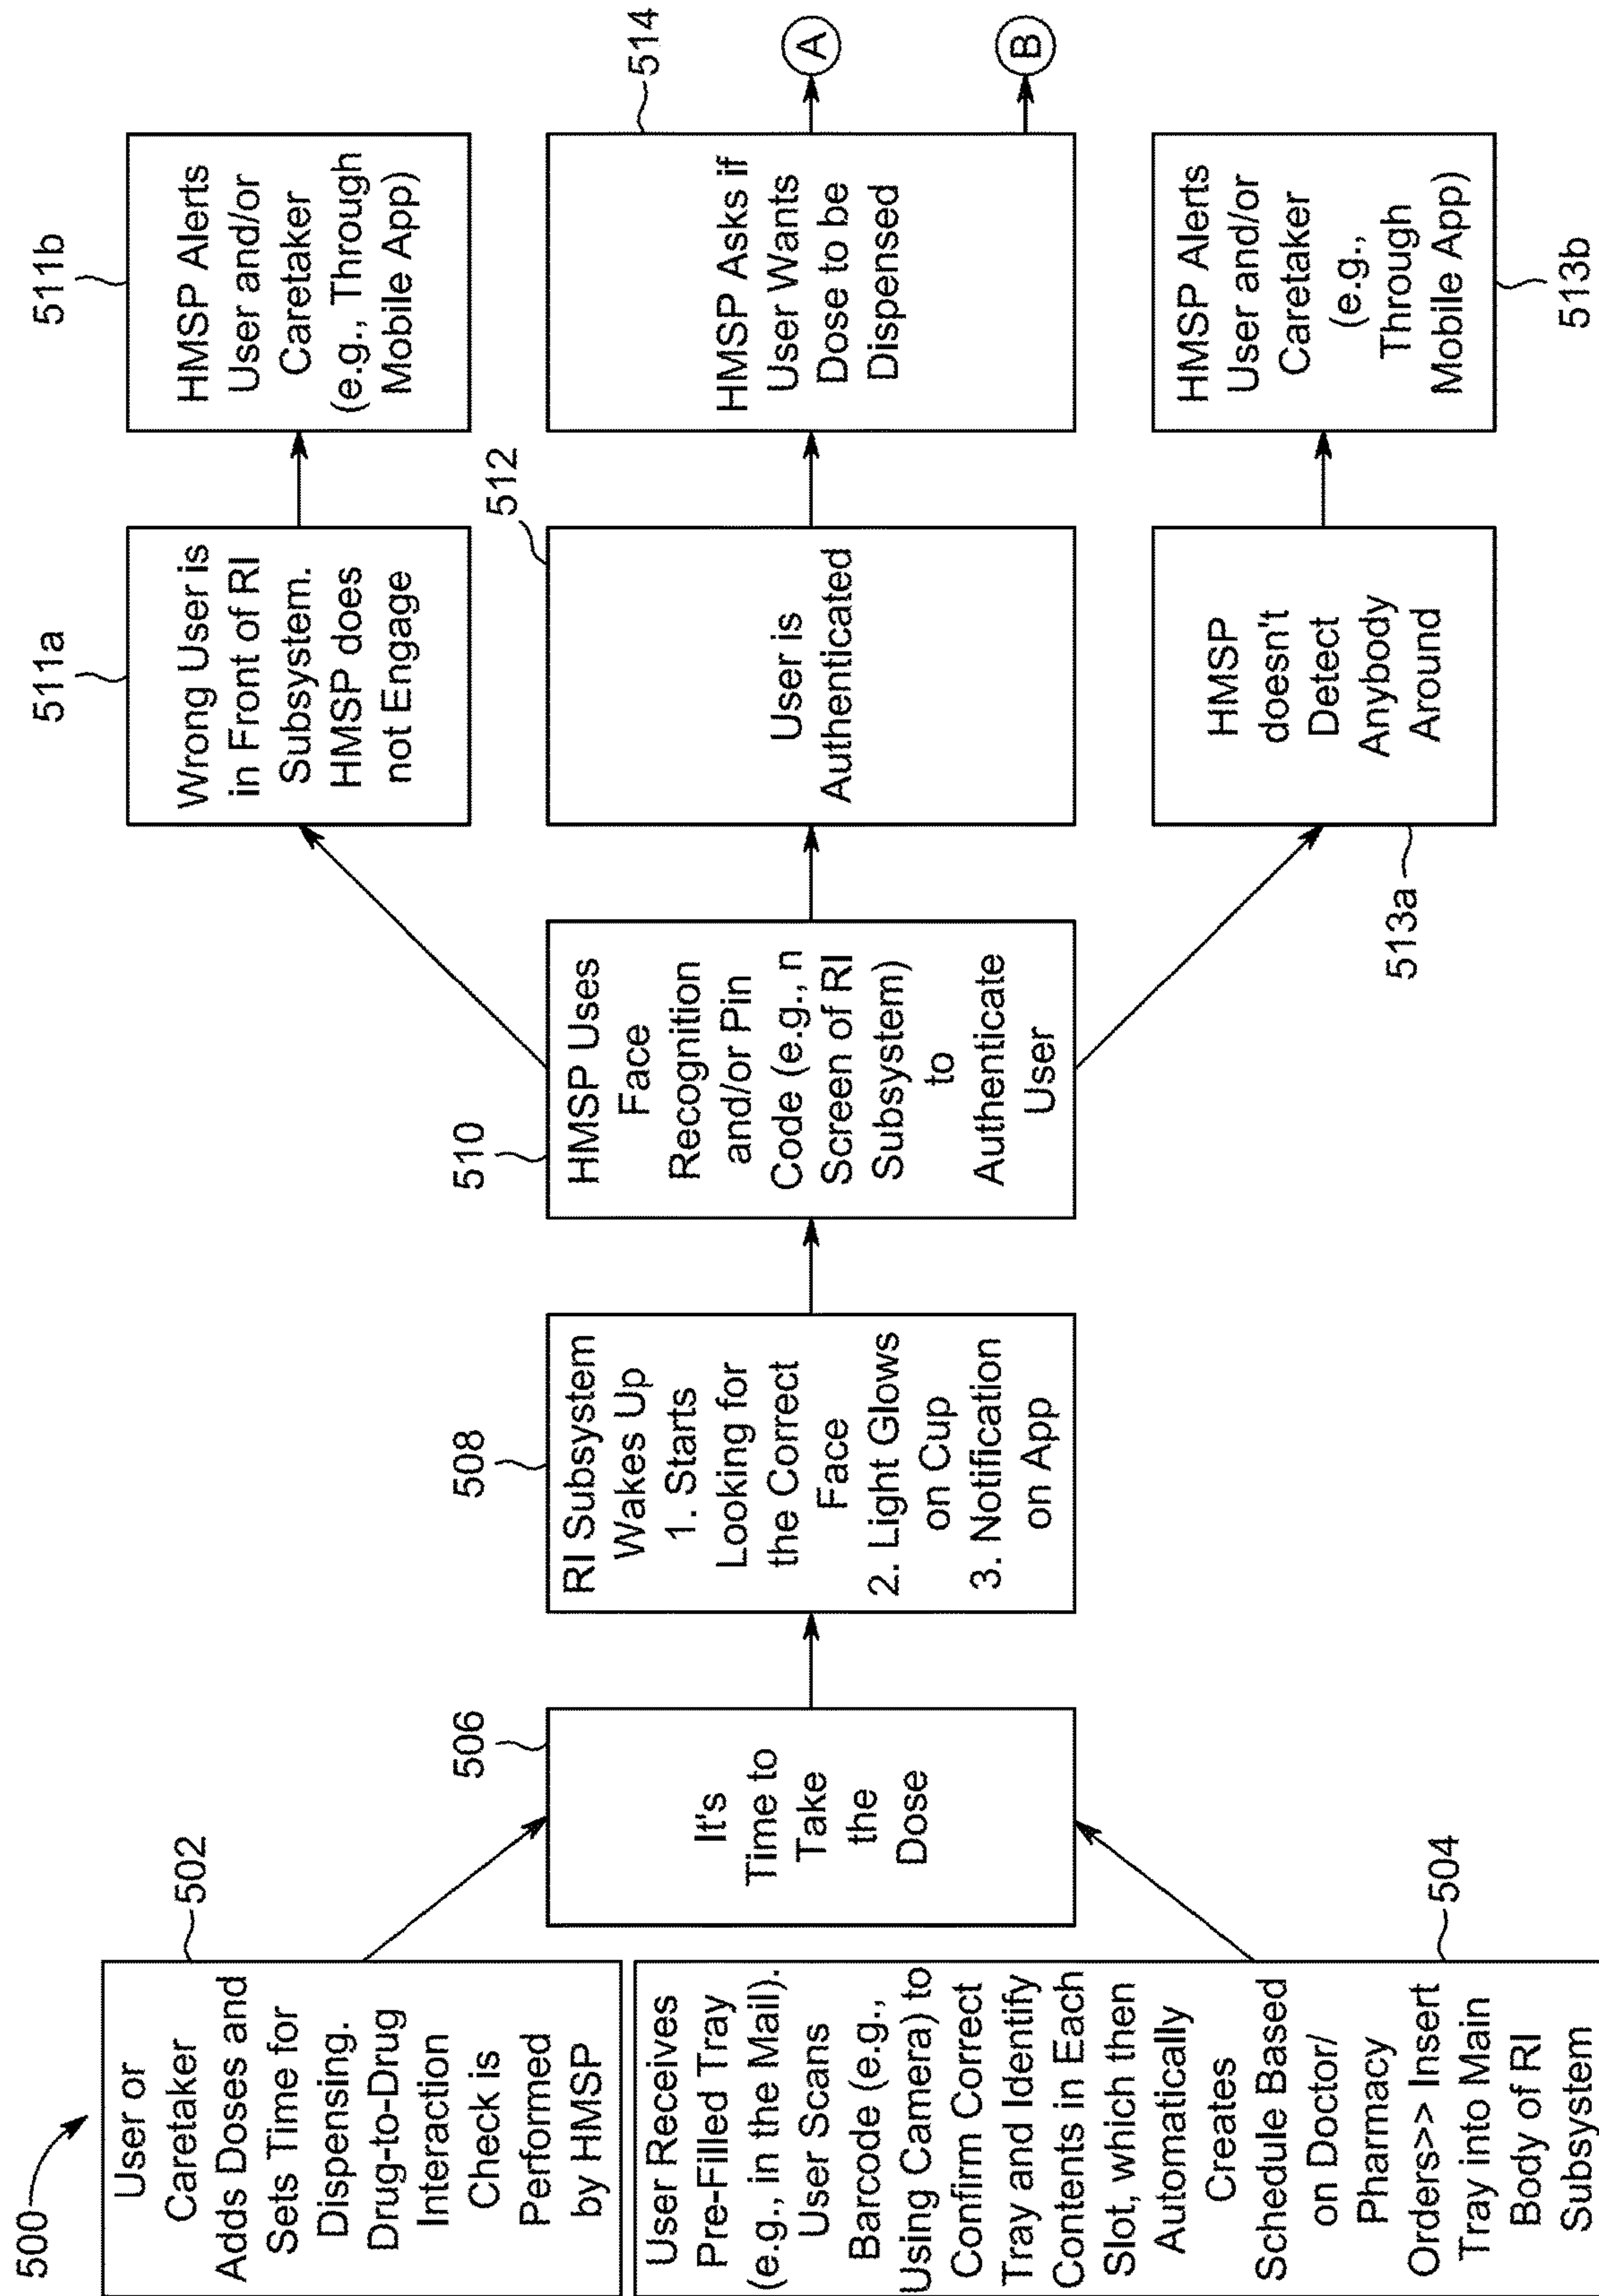 500
502
User or
Caretaker
Adds Doses and
Sets Time for
Dispensing.
Drug-to-Drug
Interaction
Check is
Performed
by HMSP
User Receives
Pre-Filled Tray
(e.g., in the Mail).
User Scans
Barcode (e.g.,
Using Camera) to
Confirm Correct
Tray and Identify
Contents in Each
Slot, which then
Automatically
Creates
Schedule Based
on Doctor/
Pharmacy
Orders>> Insert
Tray into Main
Body of RI
Subsystem
504
506
It's
Time to
Take
the
Dose
508
RI Subsystem
Wakes Up
1. Starts
Looking for
the Correct
Face
2. Light Glows
on Cup
3. Notification
on App
510
HMSP Uses
Face
Recognition
and/or Pin
Code (e.g., n
Screen of RI
Subsystem)
to
Authenticate
User
511a
Wrong User is
in Front of RI
Subsystem.
HMSP does
not Engage
511b
HMSP Alerts
User and/or
Caretaker
(e.g., Through
Mobile App)
512
User is
Authenticated
514
HMSP Asks if
User Wants
Dose to be
Dispensed
A
B
513a
HMSP
doesn't
Detect
Anybody
Around
513b
HMSP Alerts
User and/or
Caretaker
(e.g.,
Through
Mobile App)